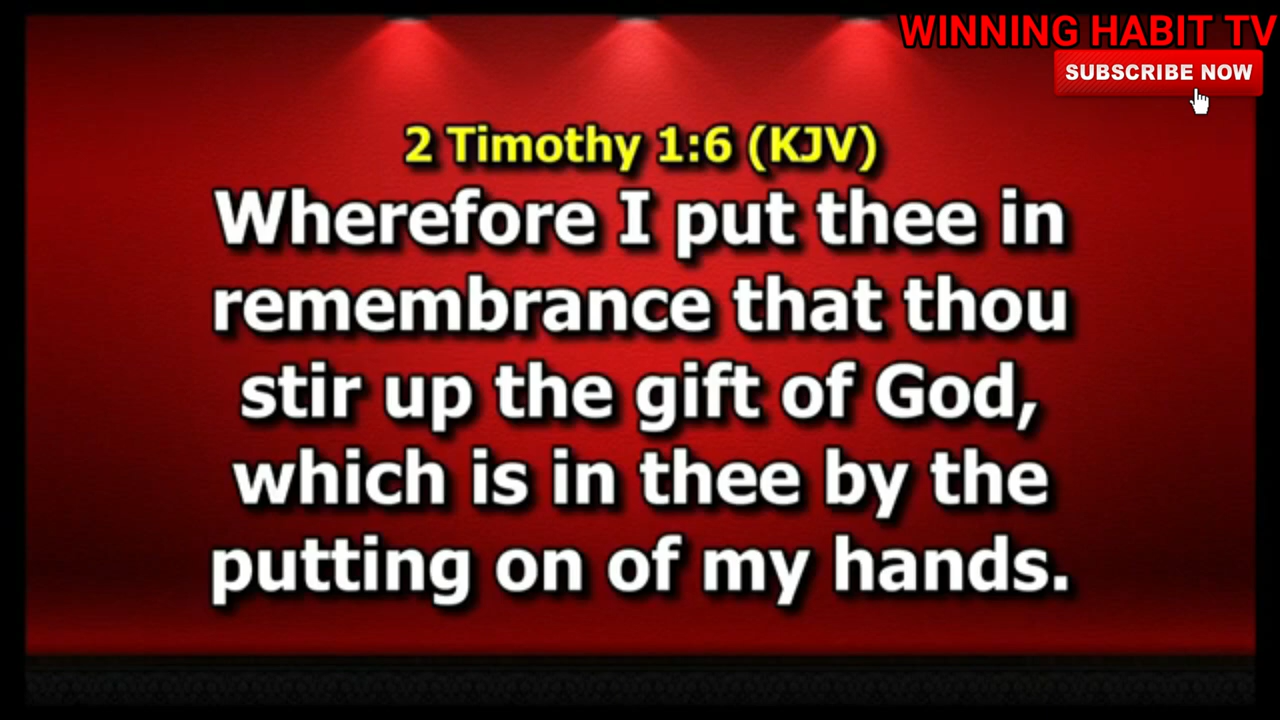 WINNING HABIT TV
SUBSCRIBE NOW
2 Timothy 1:6 (KJV)
Wherefore I put thee in
remembrance that thou
stir up the gift of God,
which is in thee by the
putting on of my hands.